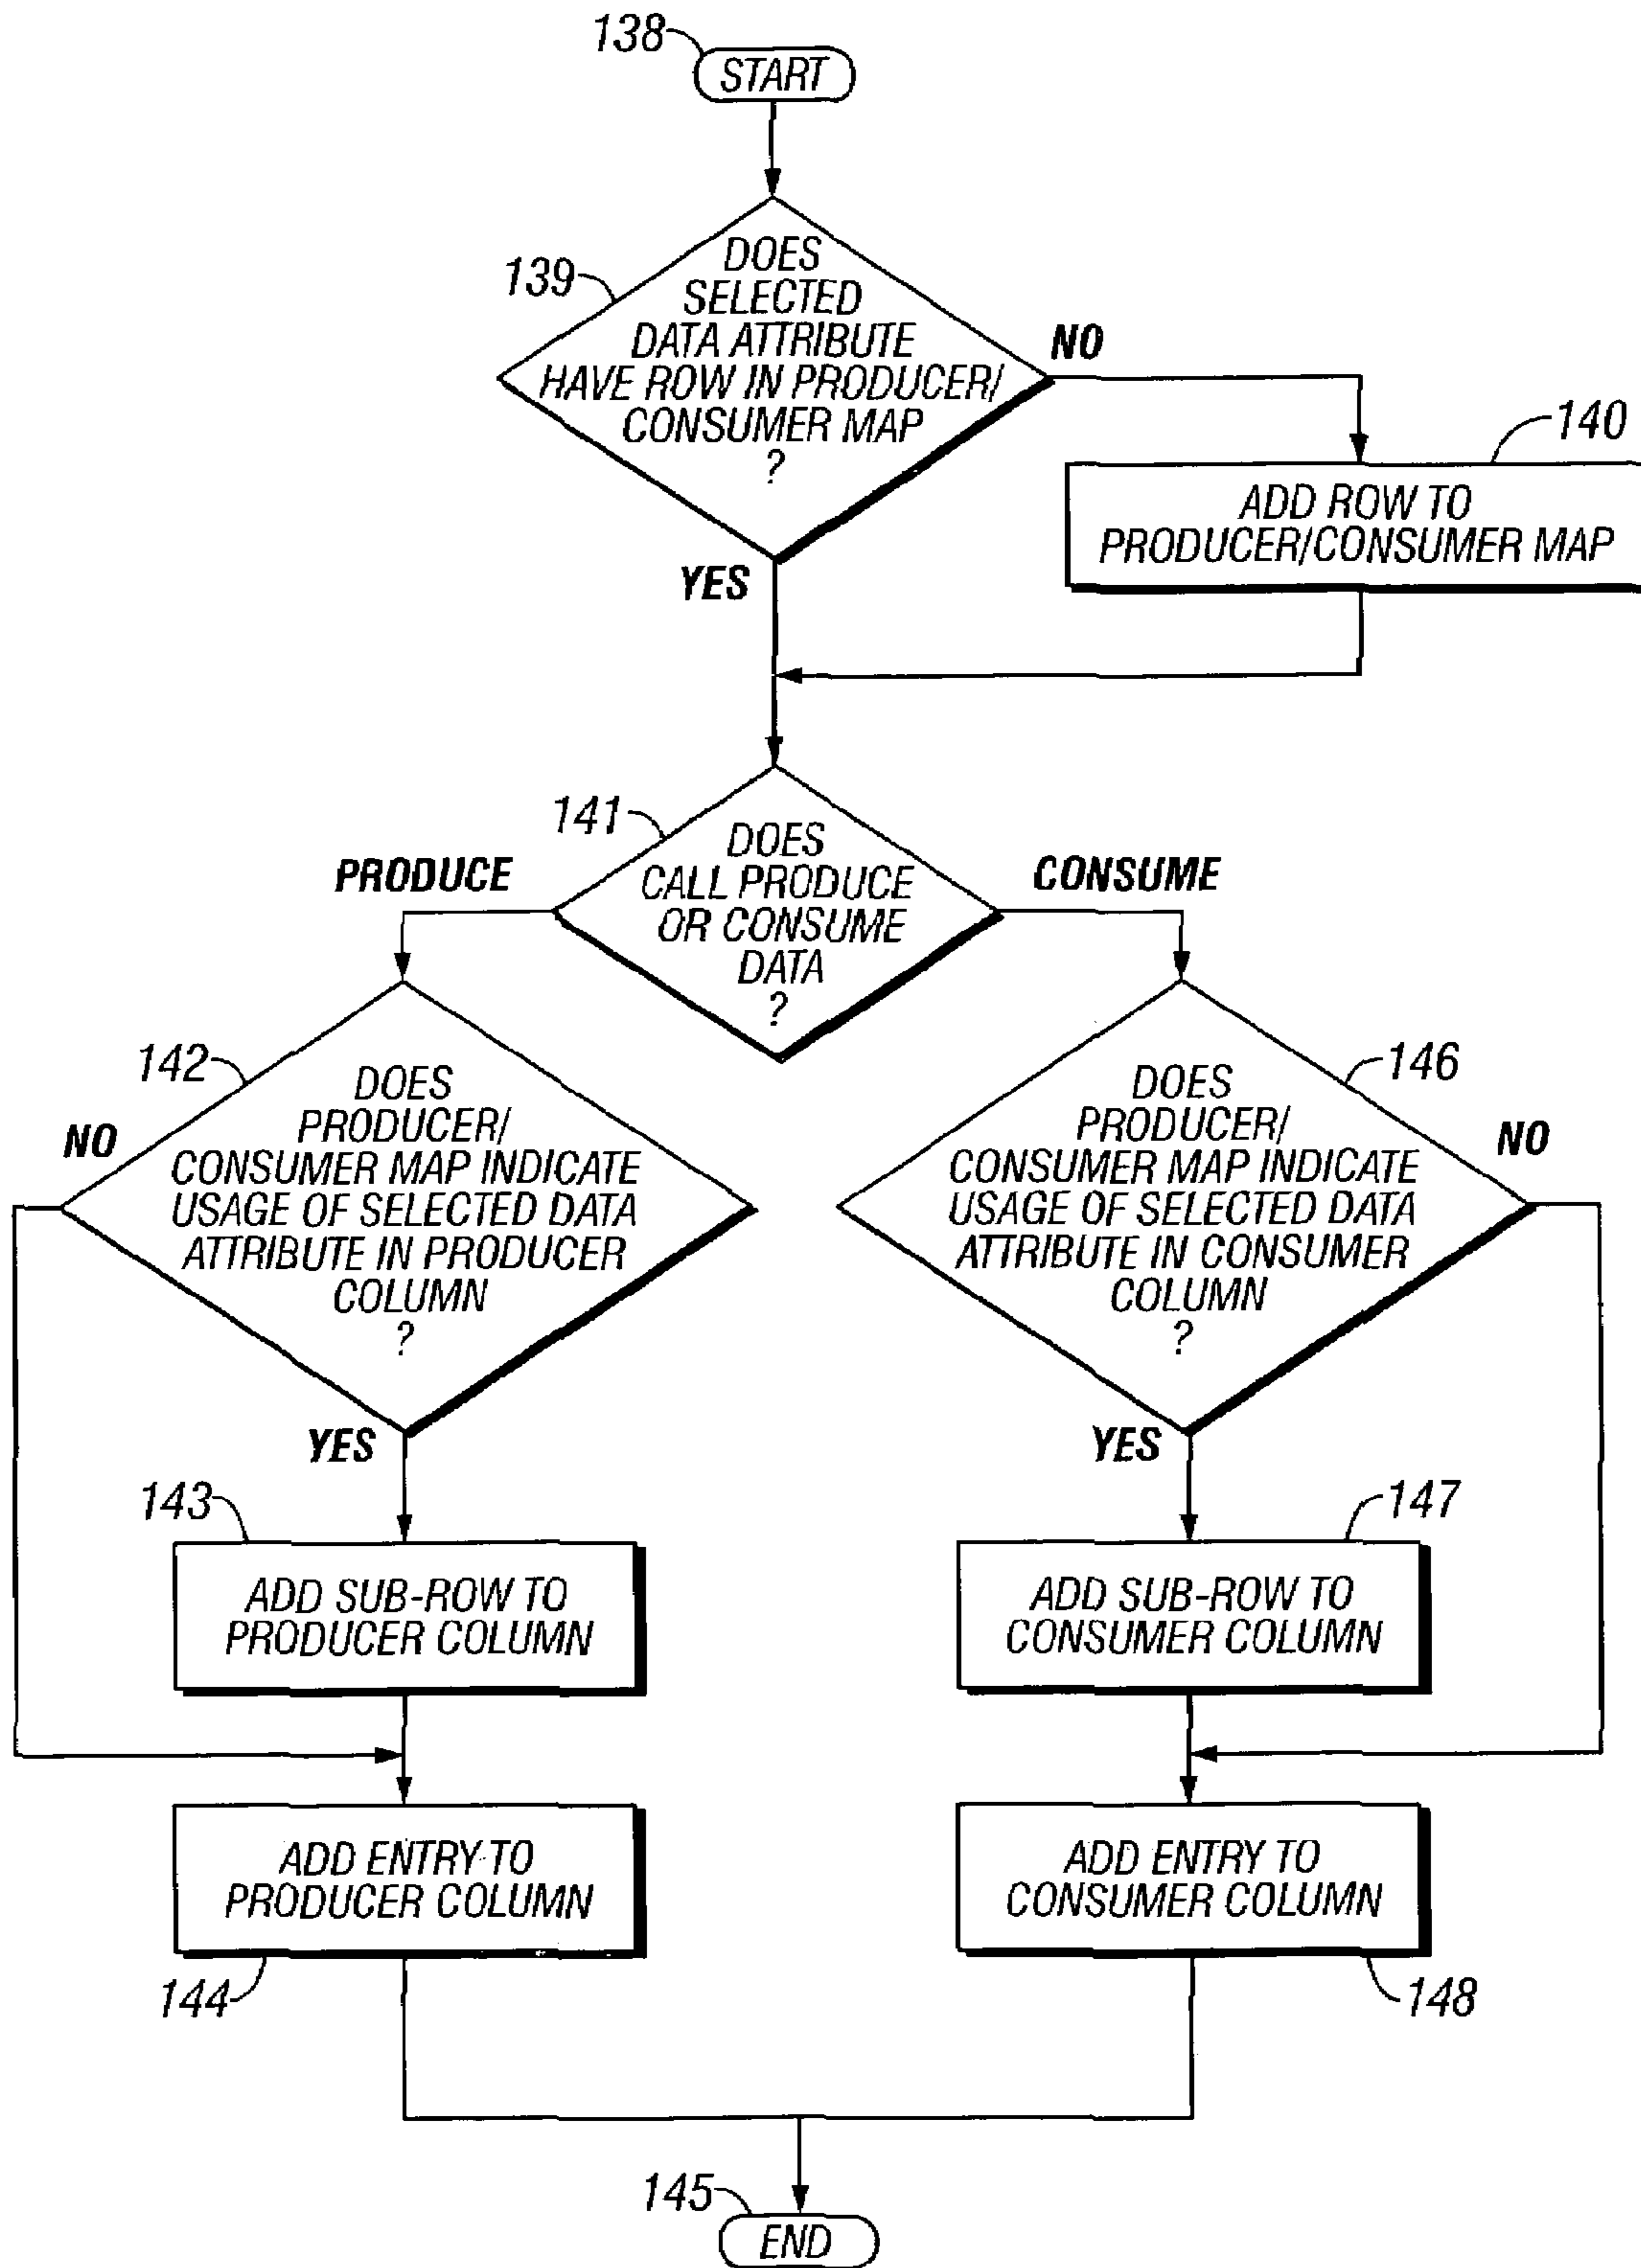 138
START
139
DOES
SELECTED
DATA ATTRIBUTE
HAVE ROW IN PRODUCER/
CONSUMER MAP
?
NO
140
ADD ROW TO
PRODUCER/CONSUMER MAP
YES
141
DOES
CALL PRODUCE
OR CONSUME
DATA
?
PRODUCE
CONSUME
142
DOES
PRODUCER/
CONSUMER MAP INDICATE
USAGE OF SELECTED DATA
ATTRIBUTE IN PRODUCER
COLUMN
?
NO
YES
143
ADD SUB-ROW TO
PRODUCER COLUMN
ADD ENTRY TO
PRODUCER COLUMN
144
146
DOES
PRODUCER/
CONSUMER MAP INDICATE
USAGE OF SELECTED DATA
ATTRIBUTE IN CONSUMER
COLUMN
?
NO
YES
147
ADD SUB-ROW TO
CONSUMER COLUMN
ADD ENTRY TO
CONSUMER COLUMN
148
145
END